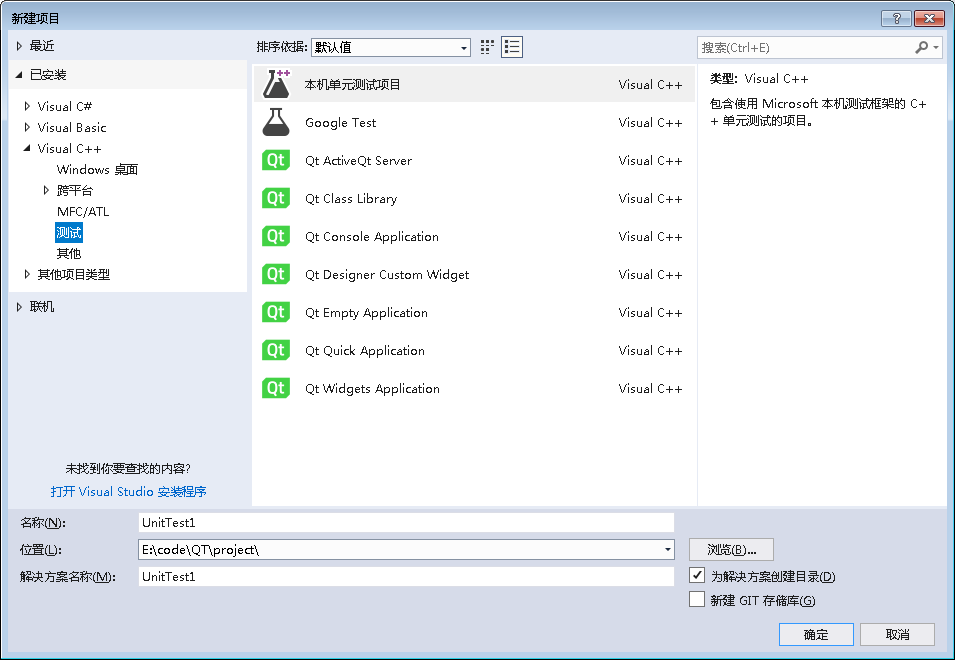 新建项目
最近
已安装
Visual C#
Visual Basic
Visual C++
Windows 桌面
跨平台
MFC/ATL
测试
其他
其他项目类型
联机
未找到你要查找的内容?
打开 Visual Studio 安装程序
排序依据: 默认值
本机单元测试项目 Visual C++
Google Test Visual C++
Qt Qt ActiveQt Server Visual C++
Qt Qt Class Library Visual C++
Qt Qt Console Application Visual C++
Qt Qt Designer Custom Widget Visual C++
Qt Qt Empty Application Visual C++
Qt Qt Quick Application Visual C++
Qt Qt Widgets Application Visual C++
搜索(Ctrl+E)
类型: Visual C++
包含使用 Microsoft 本机测试框架的 C+
+ 单元测试的项目。
名称(N): UnitTest1
位置(L): E:\code\QT\project\ 浏览(B)...
解决方案名称(M): UnitTest1
为解决方案创建目录(D)
新建 GIT 存储库(G)
确定 取消